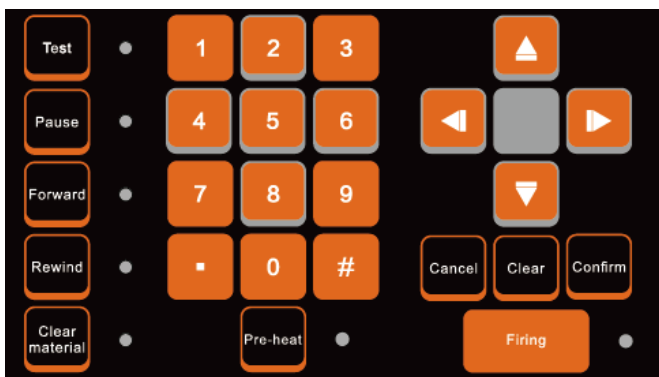 Test
1
2
3
Pause
4
5
6
Forward
7
8
9
Rewind
.
0
#
Cancel
Clear
Confirm
Clear
material
Pre-heat
Firing